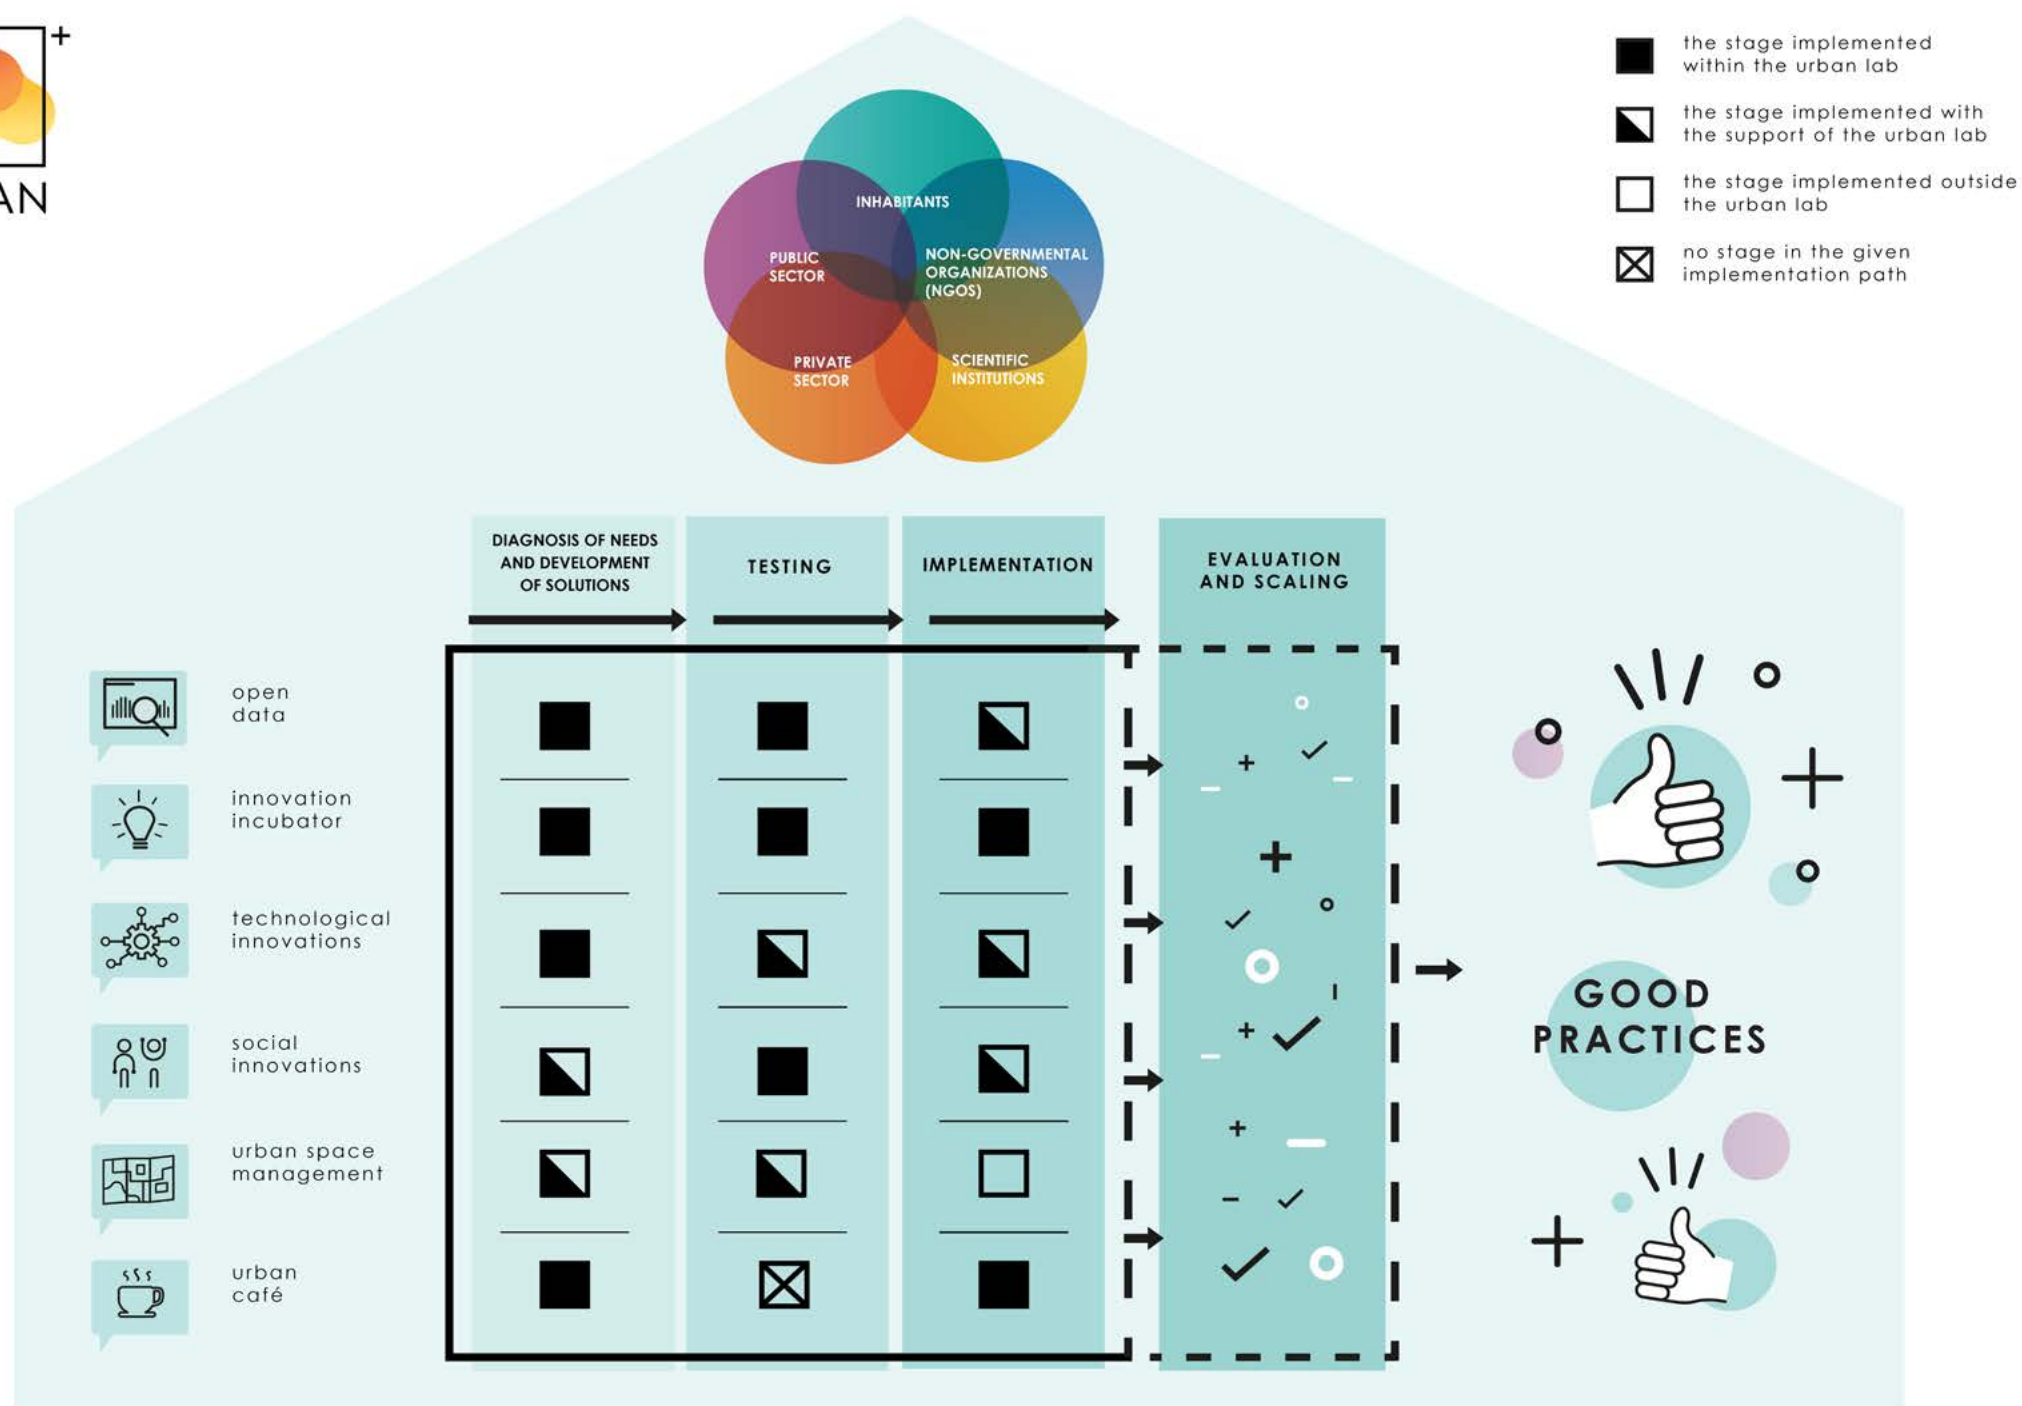 AN
the stage implemented
within the urban lab
the stage implemented with
the support of the urban lab
the stage implemented outside
the urban lab
no stage in the given
implementation path
INHABITANTS
PUBLIC
SECTOR
NON-GOVERNMENTAL
ORGANIZATIONS
(NGOS)
PRIVATE
SECTOR
SCIENTIFIC
INSTITUTIONS
DIAGNOSIS OF NEEDS
AND DEVELOPMENT
OF SOLUTIONS
TESTING
IMPLEMENTATION
EVALUATION
AND SCALING
open
data
innovation
incubator
technological
innovations
social
innovations
urban space
management
urban
café
GOOD
PRACTICES